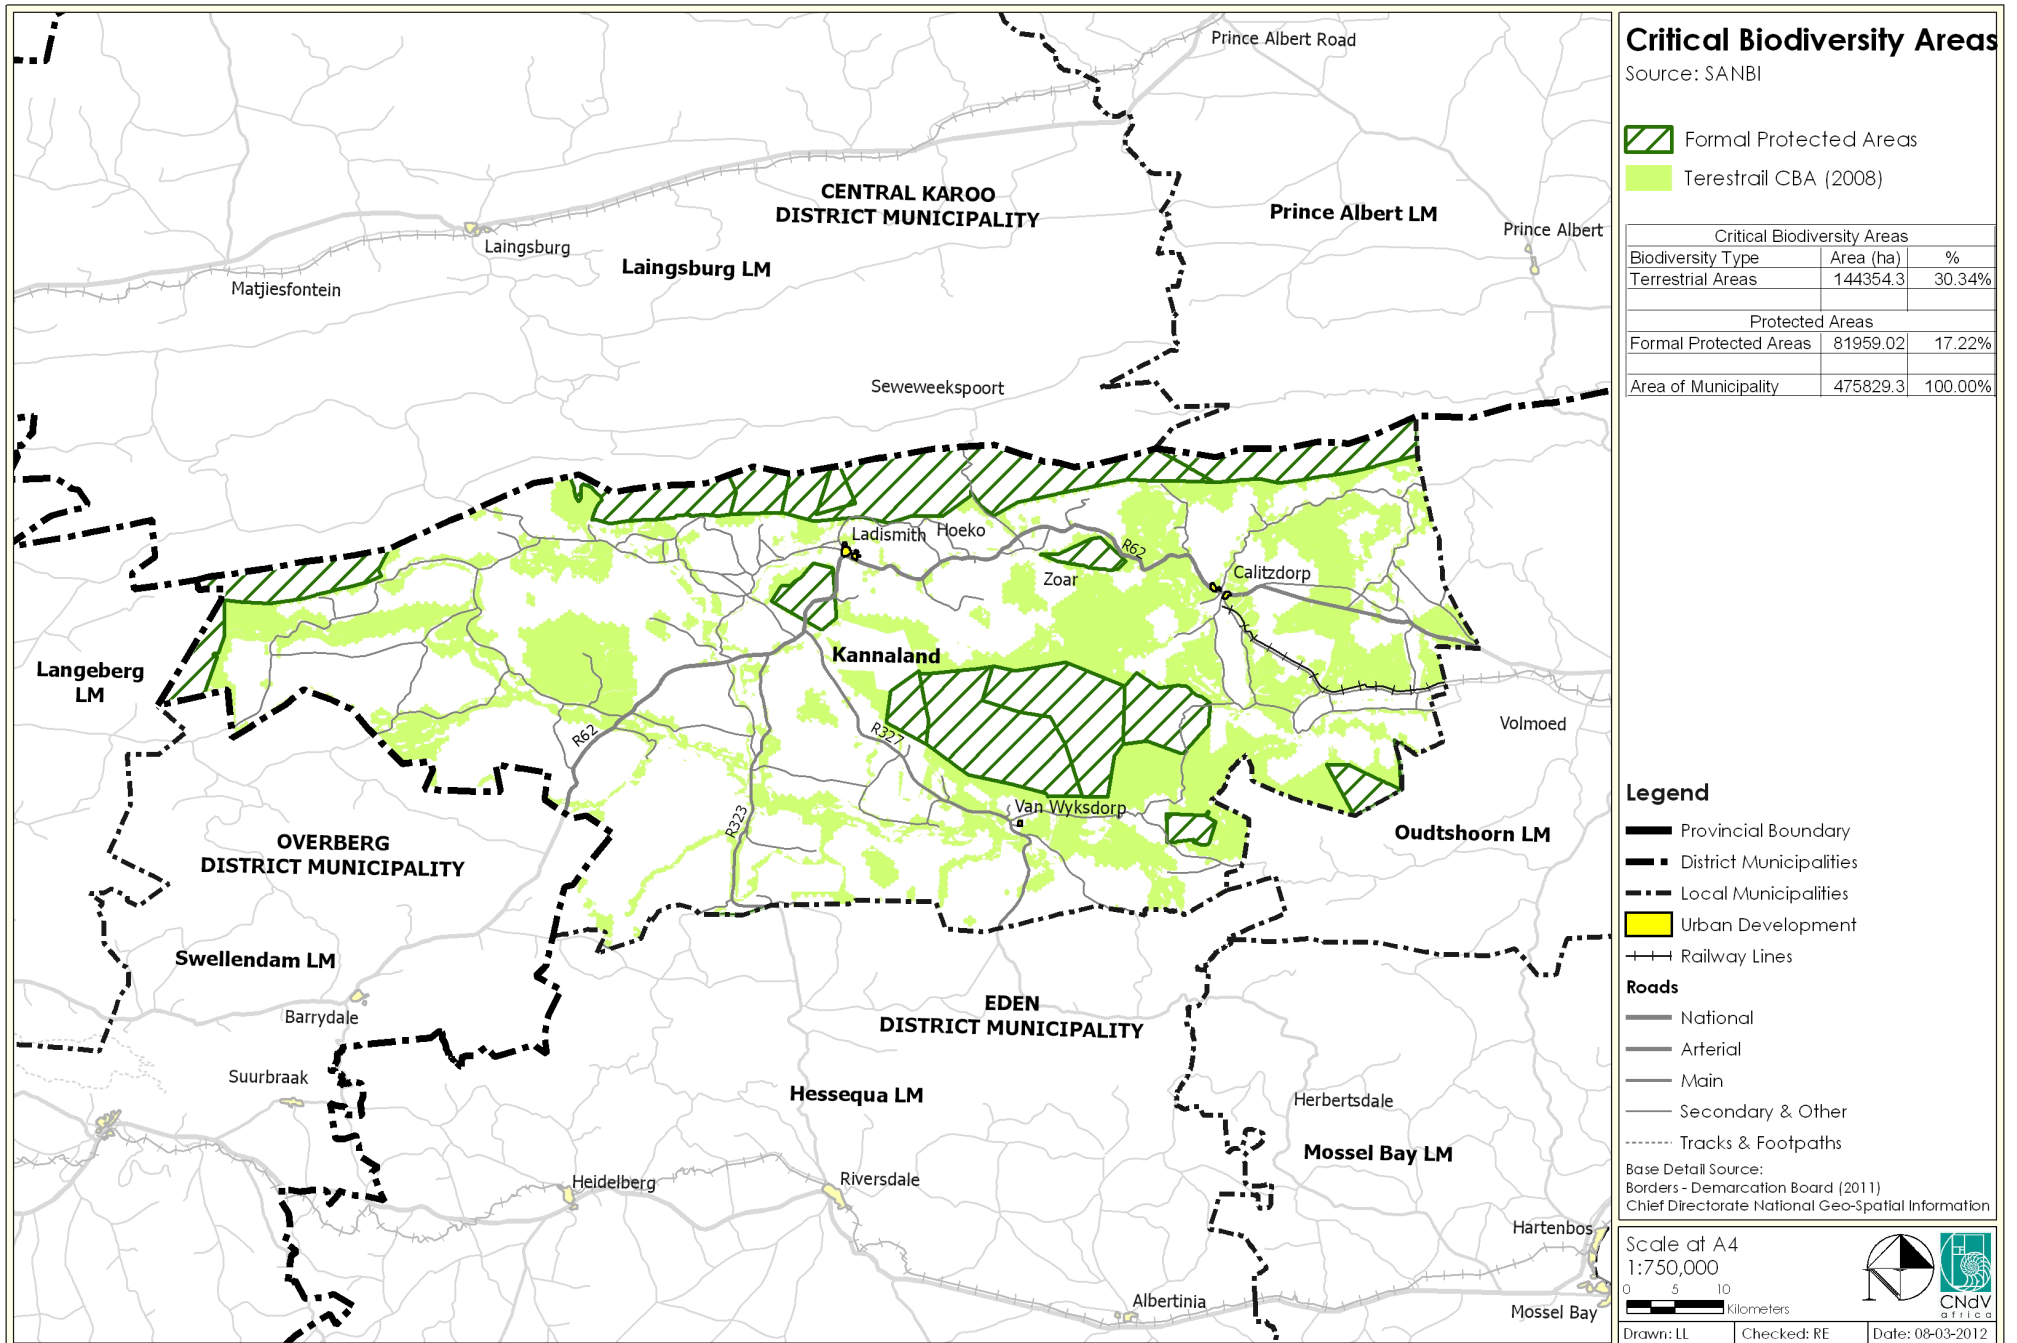 Prince Albert Road
CENTRAL KAROO
DISTRICT MUNICIPALITY
Prince Albert LM
Prince Albert
Laingsburg
Laingsburg LM
Matjiesfontein
Seweweekspoort
Ladismith
Hoeko
R62
Zoar
Calitzdorp
Kannaland
Langeberg
LM
R62
R327
Volmoed
Van Wyksdorp
R323
OVERBERG
DISTRICT MUNICIPALITY
Oudtshoorn LM
Swellendam LM
Barrydale
EDEN
DISTRICT MUNICIPALITY
Suurbraak
Hessequa LM
Herbertsdale
Mossel Bay LM
Heidelberg
Riversdale
Hartenbos
Albertinia
Mossel Bay
Critical Biodiversity Areas
Source: SANBI
Formal Protected Areas
Terestrail CBA (2008)
Critical Biodiversity Areas
Biodiversity Type Area (ha) %
Terrestrial Areas 144354.3 30.34%
Protected Areas
Formal Protected Areas 81959.02 17.22%
Area of Municipality 475829.3 100.00%
Legend
Provincial Boundary
District Municipalities
Local Municipalities
Urban Development
Railway Lines
Roads
National
Arterial
Main
Secondary & Other
Tracks & Footpaths
Base Detail Source:
Borders - Demarcation Board (2011)
Chief Directorate National Geo-Spatial Information
Scale at A4
1:750,000
0 5 10
Kilometers
N
CNdV
africa
Drawn: LL Checked: RE Date: 08-03-2012